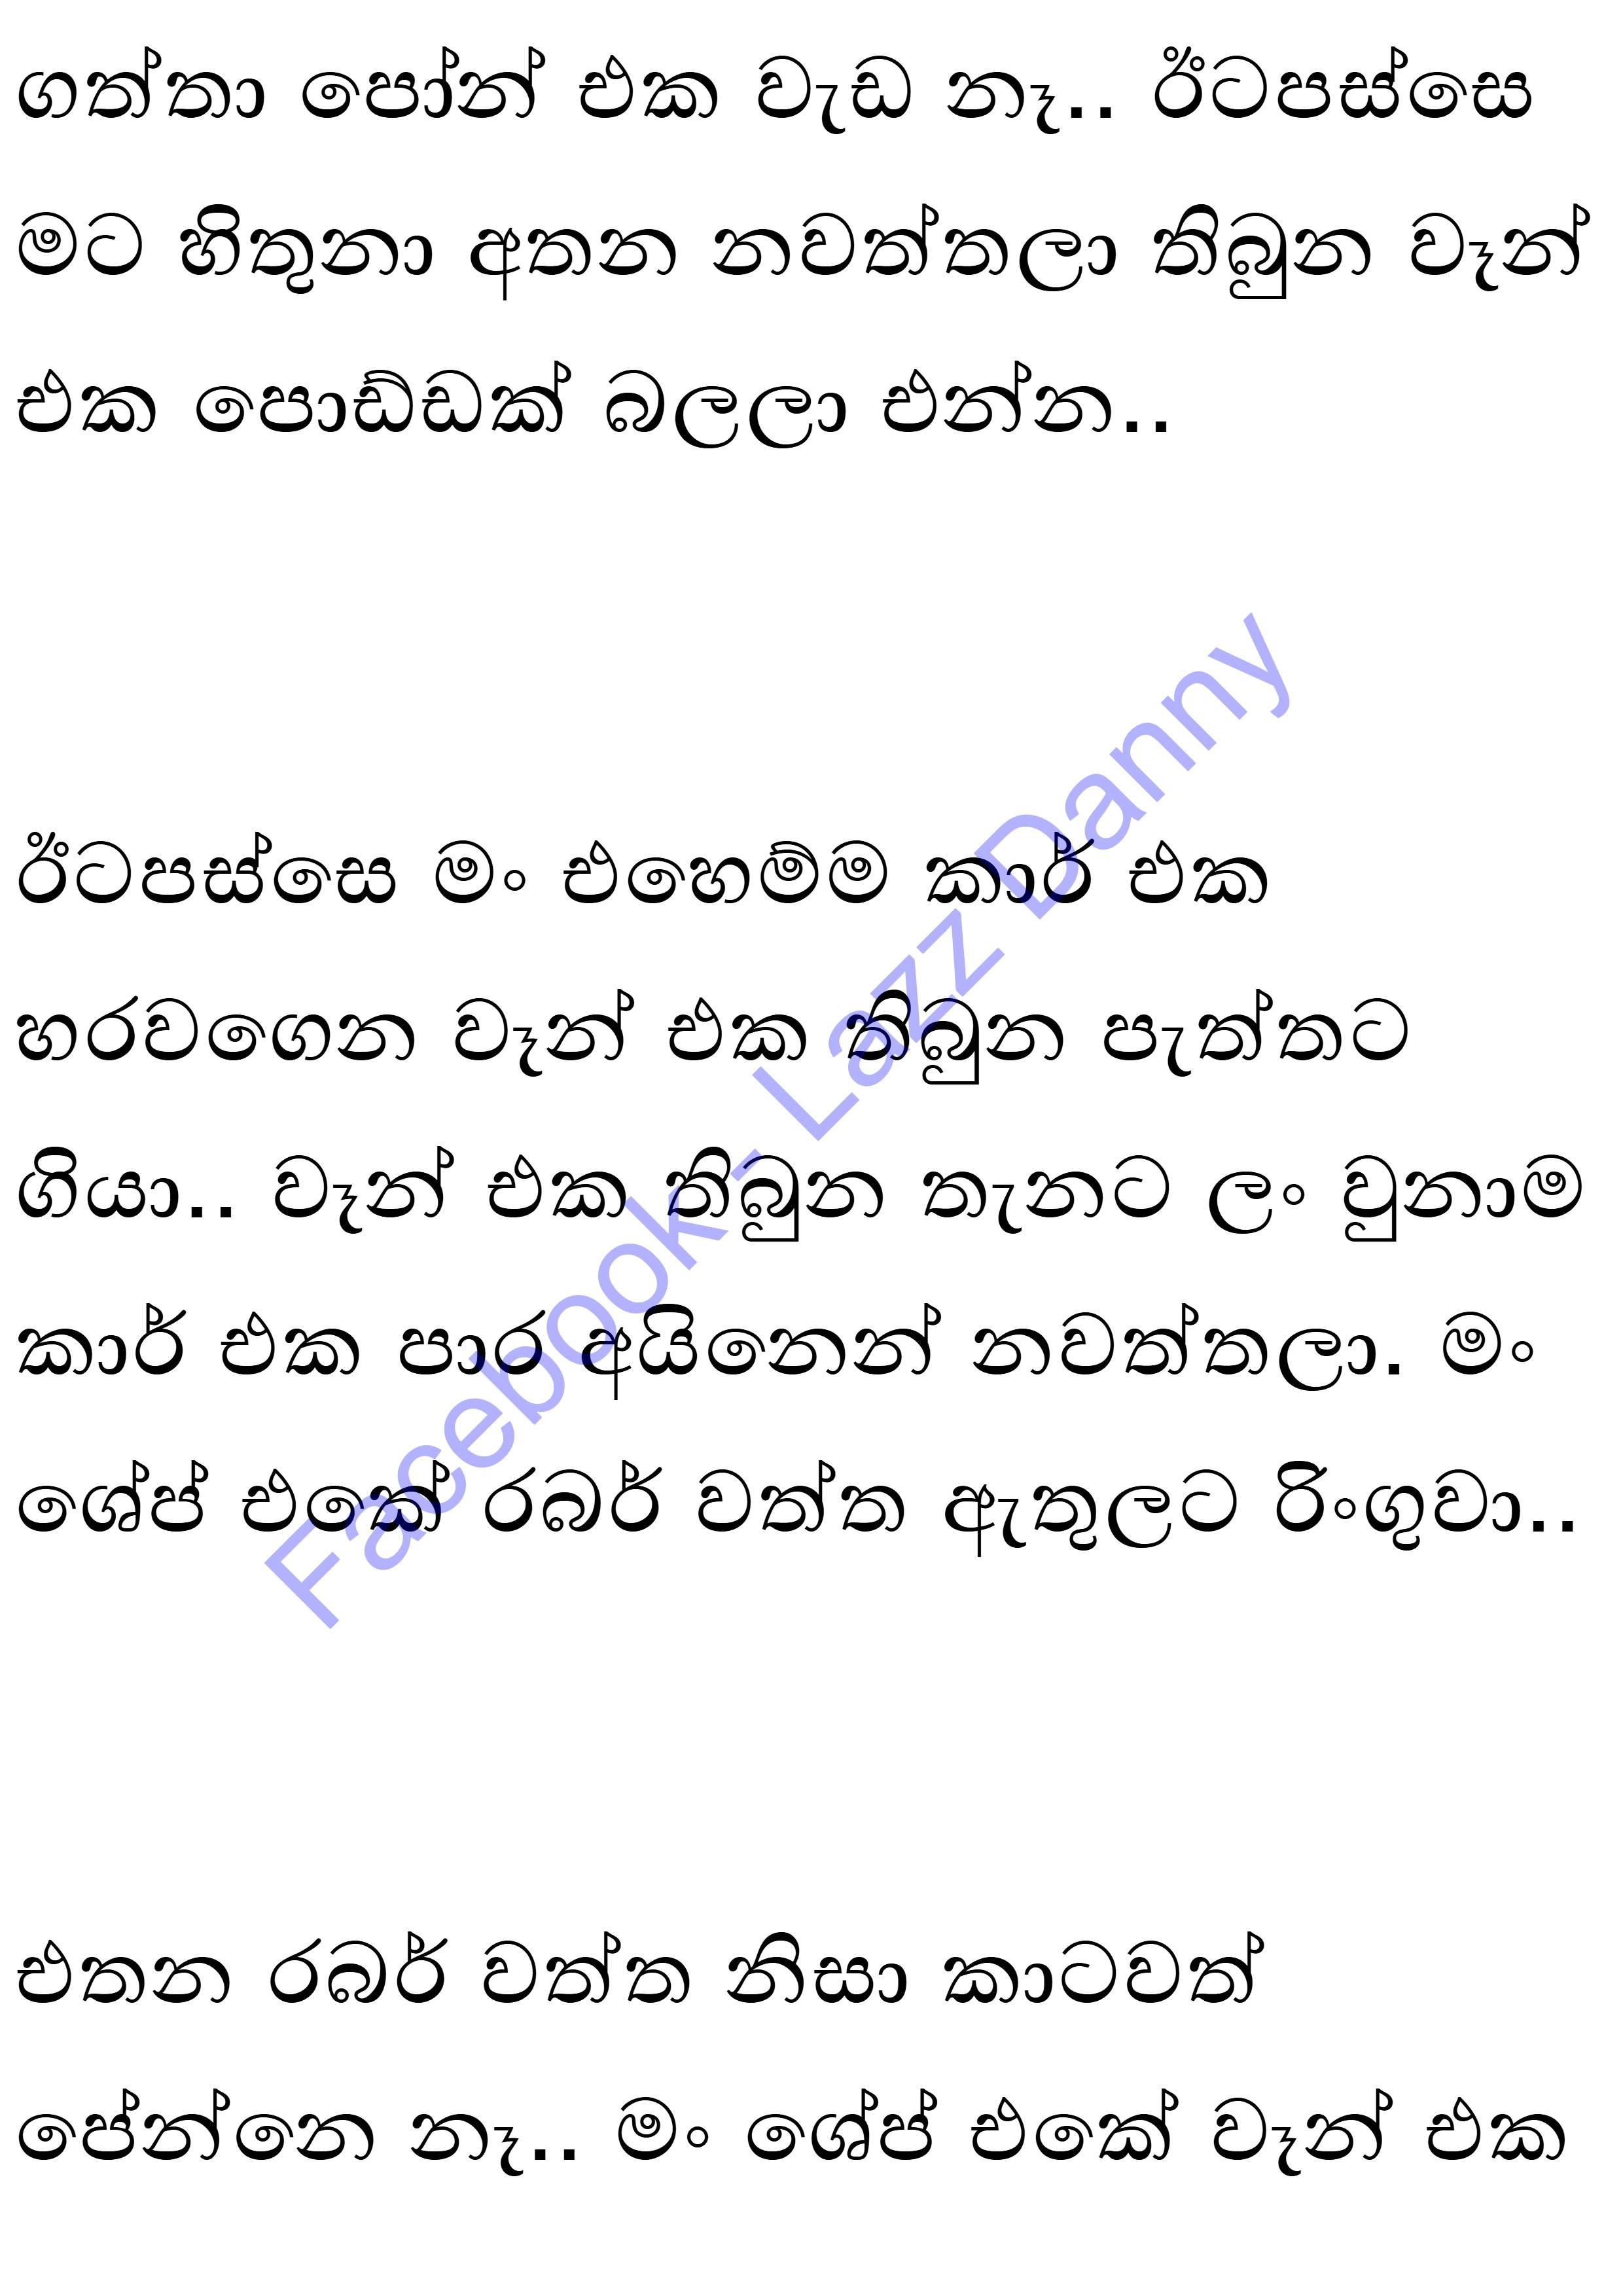 ගත්තා පෝන් එක වැඩ නෑ.. ඊටපස්සෙ
මට හිතුනා අතන නවත්තලා තිබුන වෑන්
එක පොඩ්ඩක් බලලා එන්න..
ඊටපස්සෙ මං එහෙම්ම කාර් එක
හරවගෙන වෑන් එක තිබුන පැත්තට
ගියා.. වෑන් එක තිබුන තැනට ලං වුනාම
කාර් එක පාර අයිනෙන් නවත්තලා. මං
ශේප් එකේ රබර් වත්ත ඇතුලට රිංගුවා..
එතන රබර් වත්ත නිසා කාටවත්
පේන්නෙ නෑ.. මං ශේප් එකේ වෑන් එක
Facebook - Lazz Danny